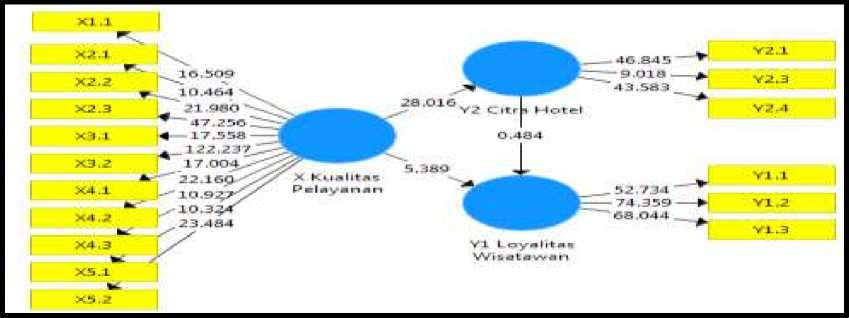 X1.1
X2.1
X2.2
X2.3
X3.1
X3.2
X4.1
X4.2
X4.3
X5.1
X5.2
16.509
10.464
21.980
47.256
17.558
122.237
17.004
22.160
10.927
10.324
23.484
X Kualitas
Pelayanan
28.016
5.389
Y2 Citra Hotel
0.484
Y1 Loyalitas
Wisatawan
46.845
9.018
43.583
Y2.1
Y2.3
Y2.4
52.734
74.359
68.044
Y1.1
Y1.2
Y1.3